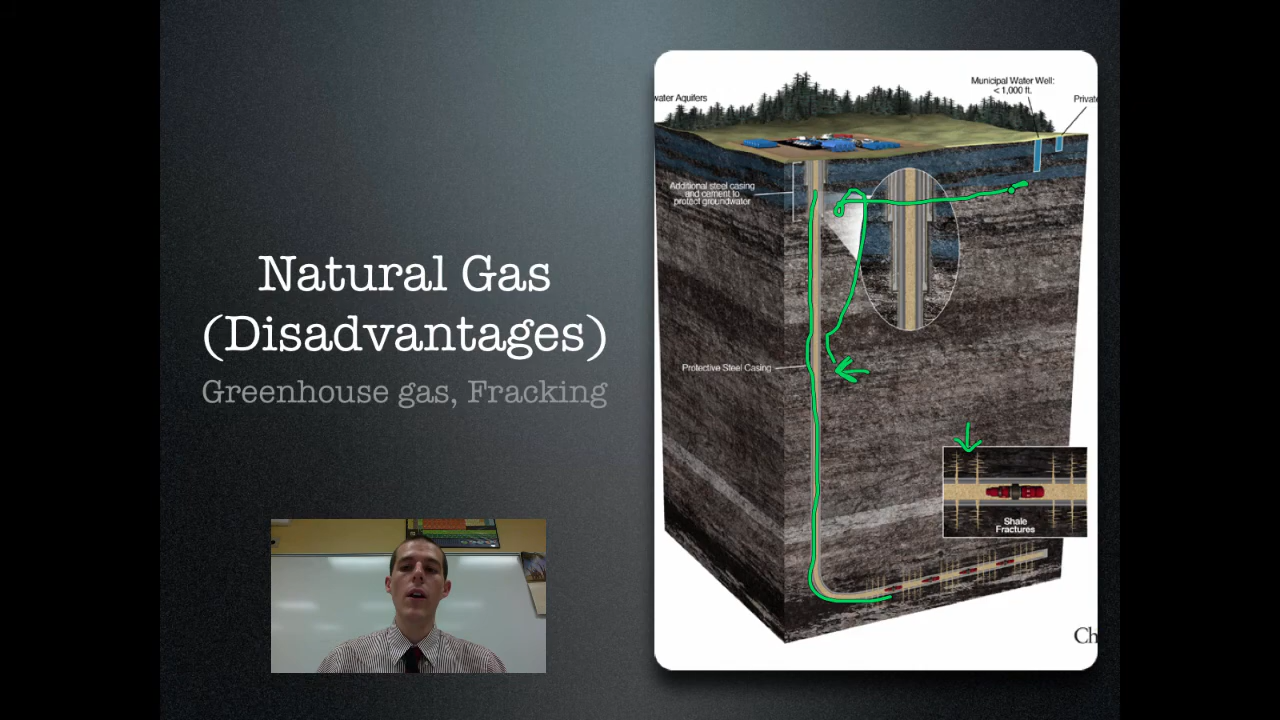 Natural Gas
(Disadvantages)
Greenhouse gas, Fracking
water Aquifers
Municipal Water Well:
< 1,000 ft.
Private
Additional steel casing
and cement to
protect groundwater
Protective Steel Casing
Shale
Fractures
Ch